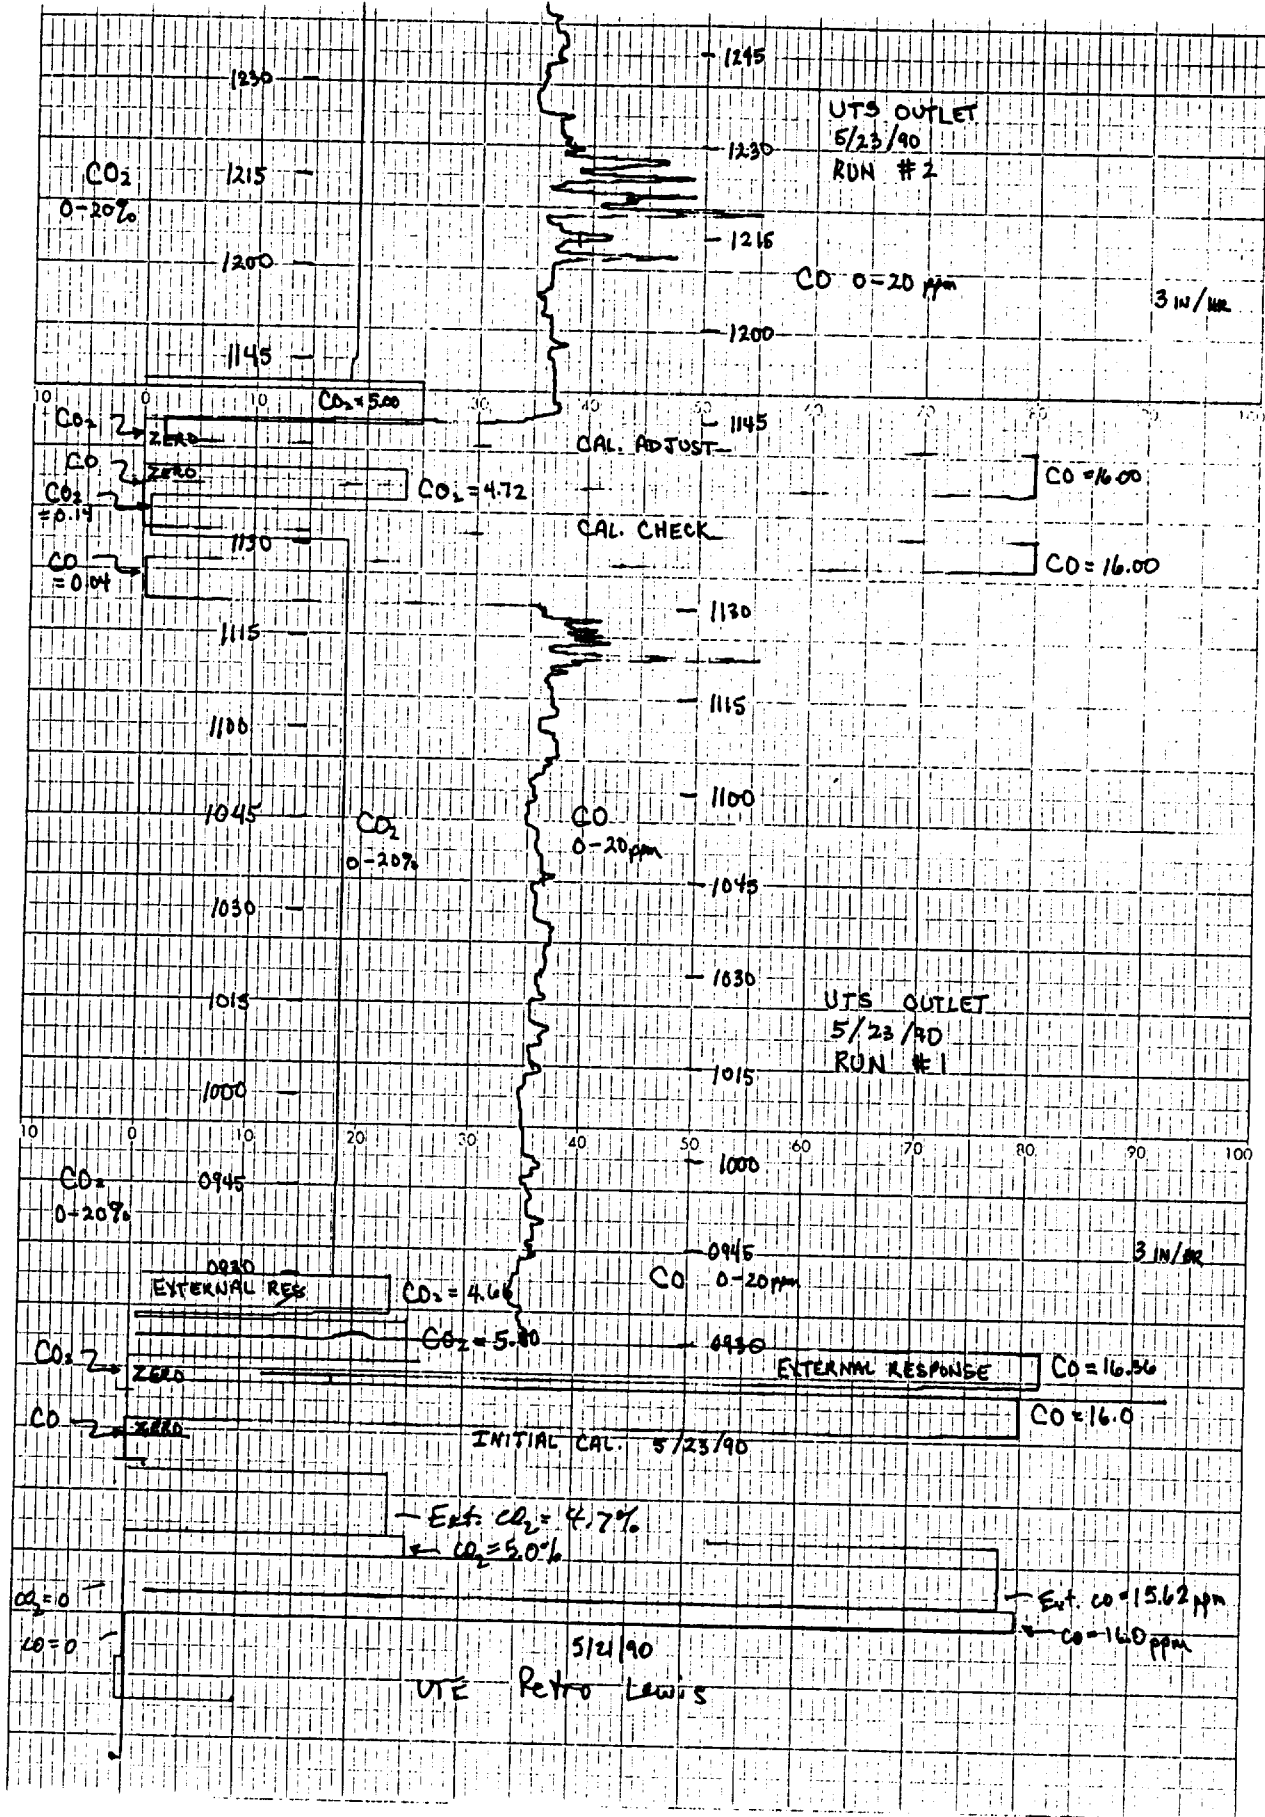 1245
1230
UTS OUTLET
5/23/90
1230
RUN #2
CO2
1215
0-20%
1215
1200
CO 0-20 ppm
3 IN/HR
1200
1145
10 0 10 CO2=5.00 30 40 50 60 70 80 90 100
CO2
1145
ZERO
CAL. ADJUST
CO
ZERO
CO=16.00
CO2
=0.14
CO2=4.72
1130
CAL. CHECK
CO
=0.04
CO=16.00
1130
1115
1115
1100
1100
1045
CO2
0-20%
CO
0-20ppm
1045
1030
1030
1015
UTS OUTLET
5/23/90
RUN #1
1015
1000
10 0 10 20 30 40 50 60 70 80 90 100
1000
CO2
0-20%
0945
0945
3 IN/HR
0930
EXTERNAL RES
CO2=4.66
CO 0-20ppm
CO2=5.00
0930
CO2
ZERO
EXTERNAL RESPONSE
CO=16.36
CO
ZERO
CO=16.0
INITIAL CAL. 5/23/90
Ext. CO2=4.7%
CO2=5.0%
CO2=0
Ext. CO=15.62 ppm
CO=0
CO=16.0 ppm
5/21/90
UTE Petro Lewis